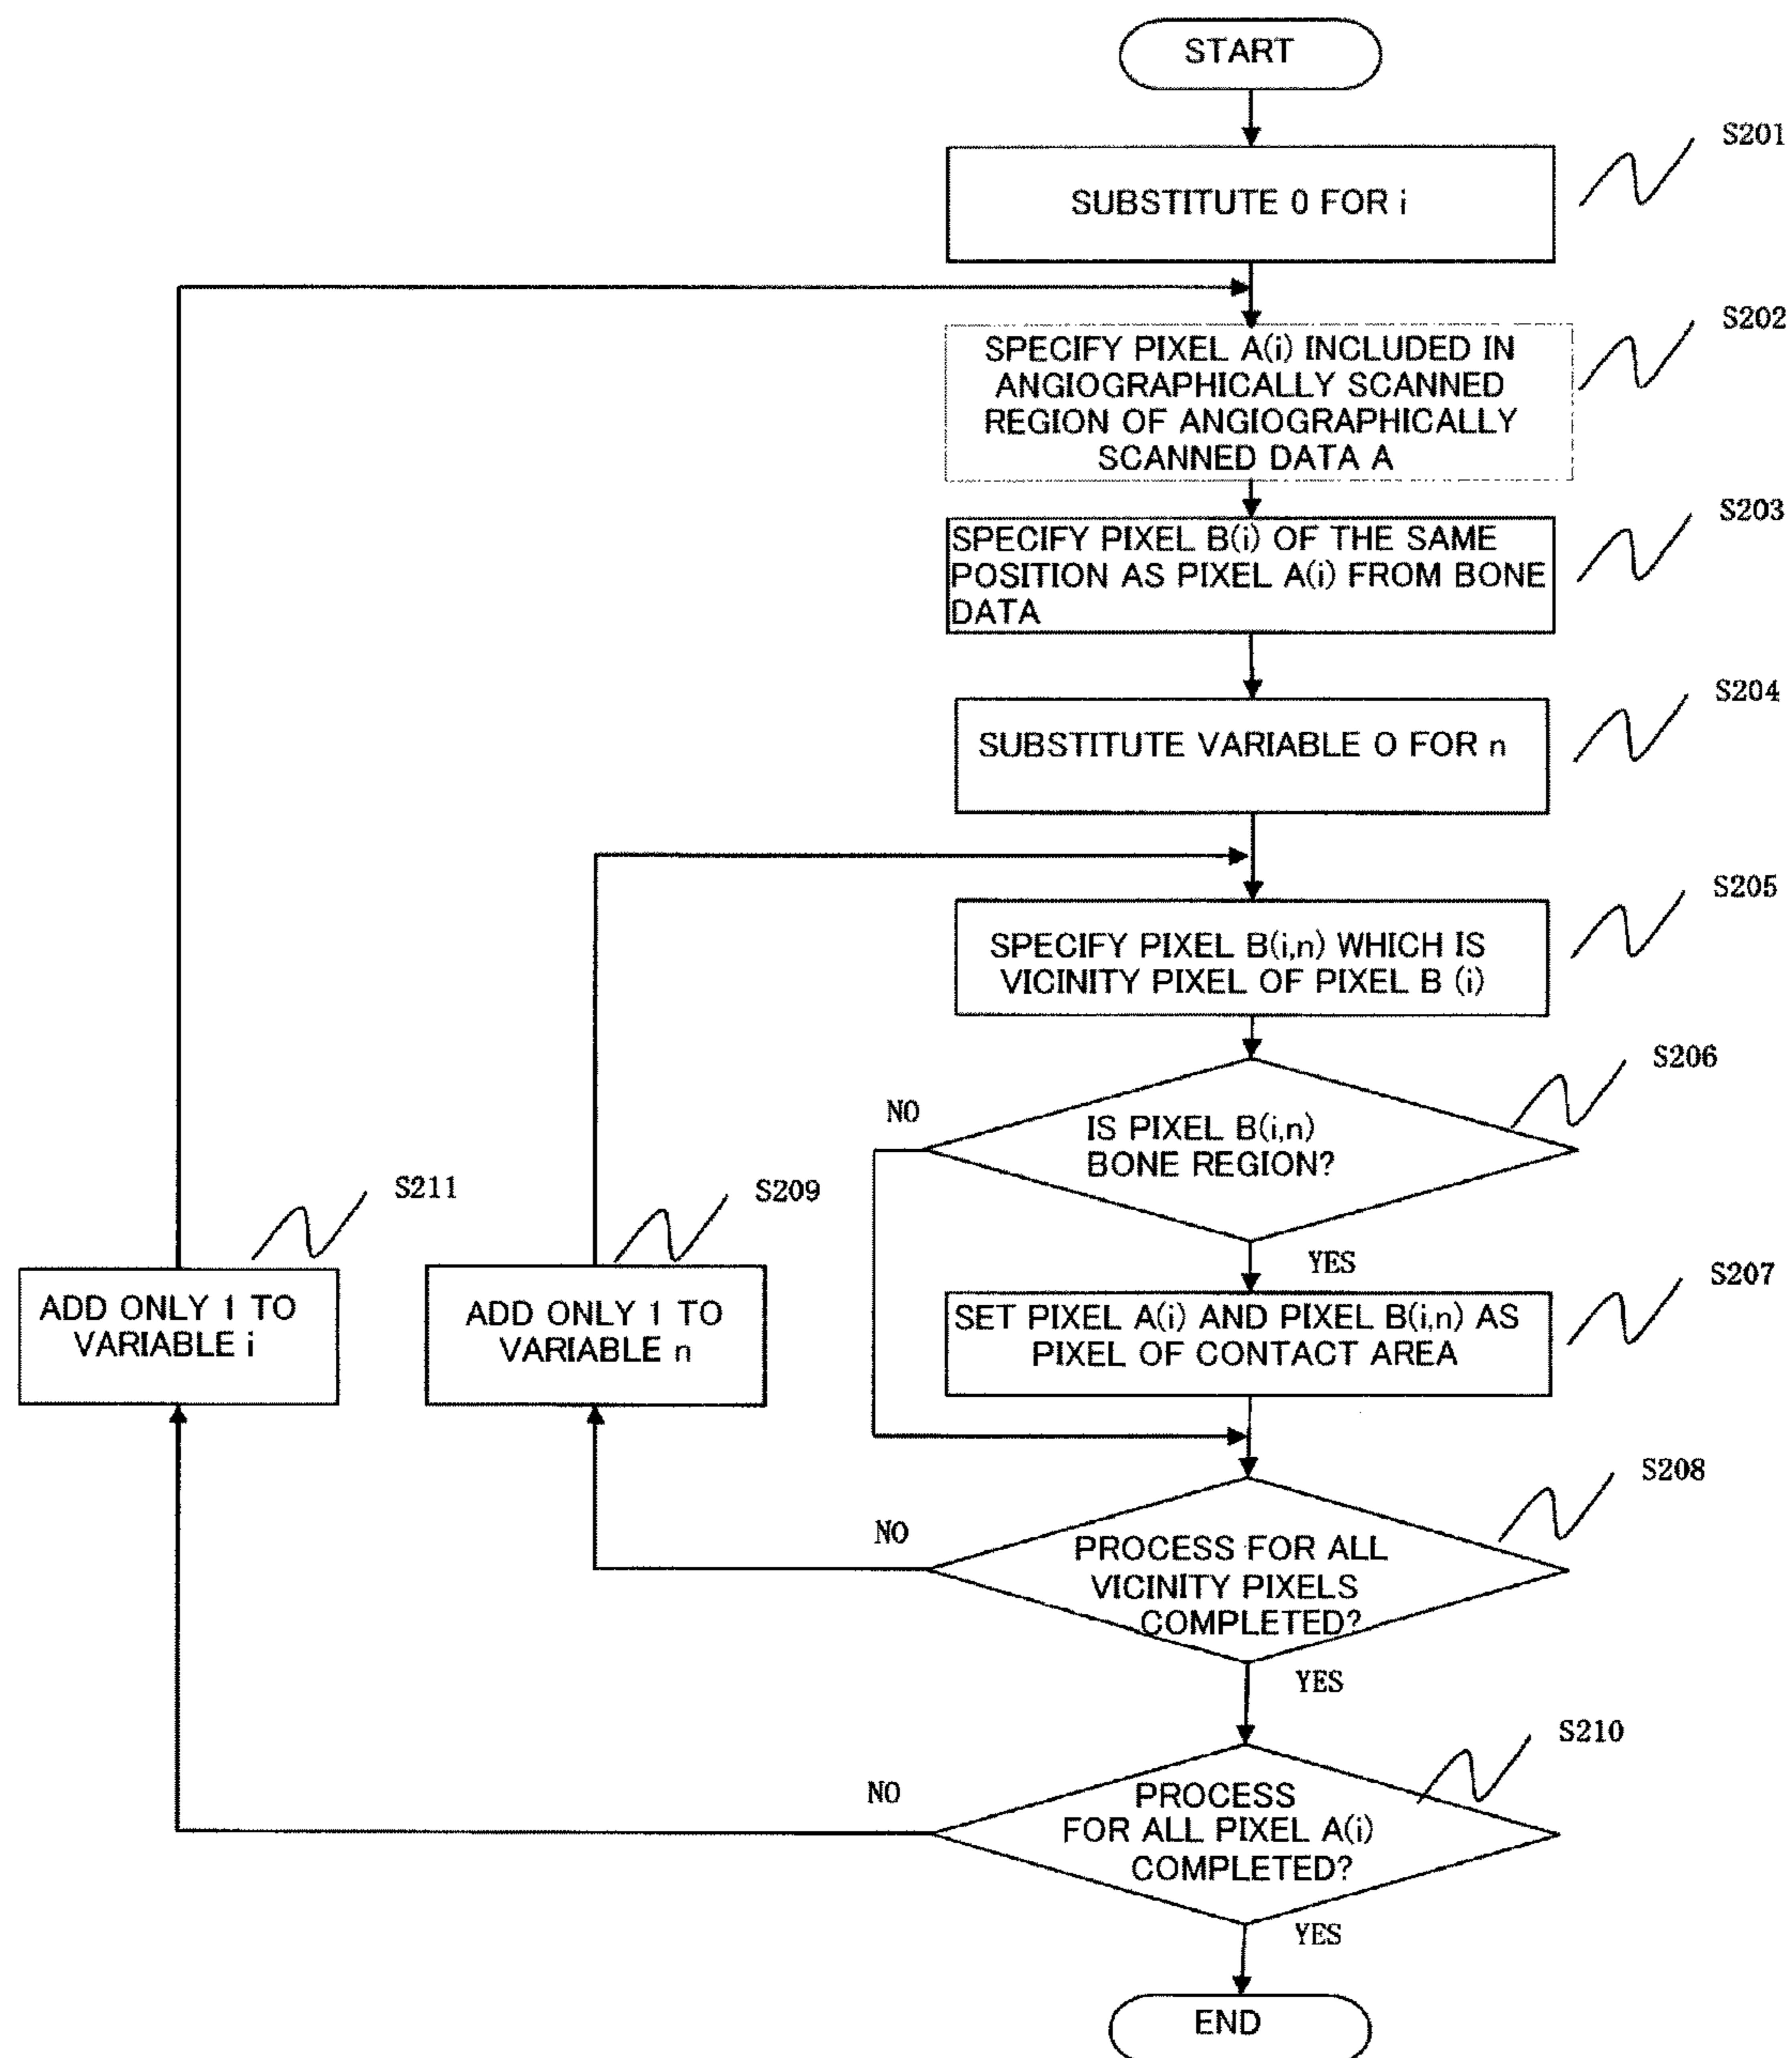 START
S201
SUBSTITUTE 0 FOR i
S202
SPECIFY PIXEL A(i) INCLUDED IN
ANGIOGRAPHICALLY SCANNED
REGION OF ANGIOGRAPHICALLY
SCANNED DATA A
S203
SPECIFY PIXEL B(i) OF THE SAME
POSITION AS PIXEL A(i) FROM BONE
DATA
S204
SUBSTITUTE VARIABLE O FOR n
S205
SPECIFY PIXEL B(i,n) WHICH IS
VICINITY PIXEL OF PIXEL B (i)
S206
NO
IS PIXEL B(i,n)
BONE REGION?
YES
S211
ADD ONLY 1 TO
VARIABLE i
S209
ADD ONLY 1 TO
VARIABLE n
S207
SET PIXEL A(i) AND PIXEL B(i,n) AS
PIXEL OF CONTACT AREA
S208
NO
PROCESS FOR ALL
VICINITY PIXELS
COMPLETED?
YES
S210
NO
PROCESS
FOR ALL PIXEL A(i)
COMPLETED?
YES
END